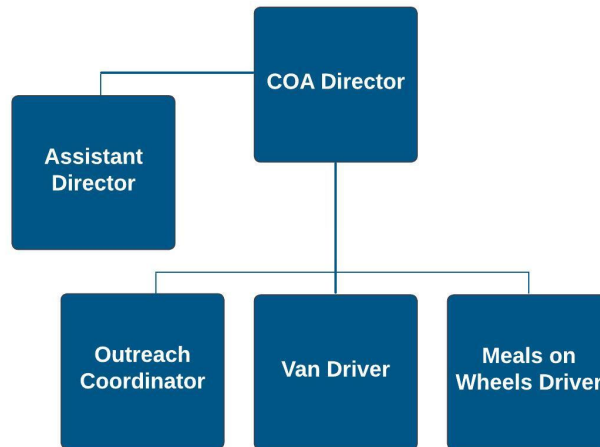 COA Director
Assistant
Director
Outreach
Coordinator
Van Driver
Meals on
Wheels Driver